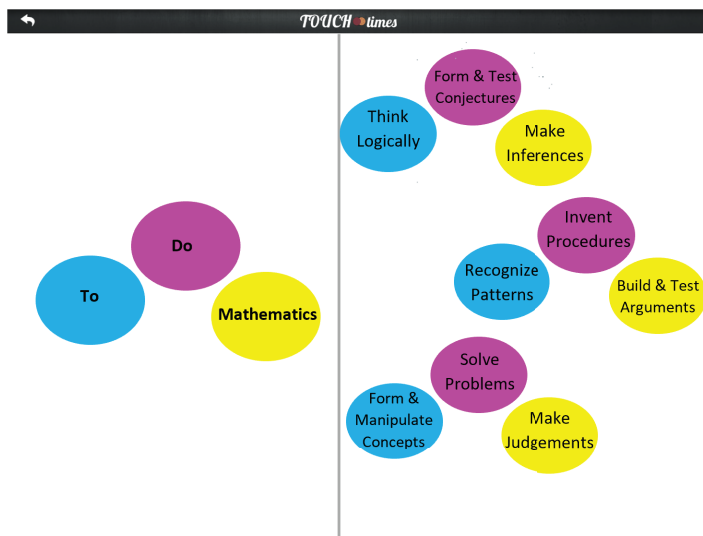 TOUCH times
To
Do
Mathematics
Think
Logically
Form & Test
Conjectures
Make
Inferences
Recognize
Patterns
Invent
Procedures
Build & Test
Arguments
Form &
Manipulate
Concepts
Solve
Problems
Make
Judgements